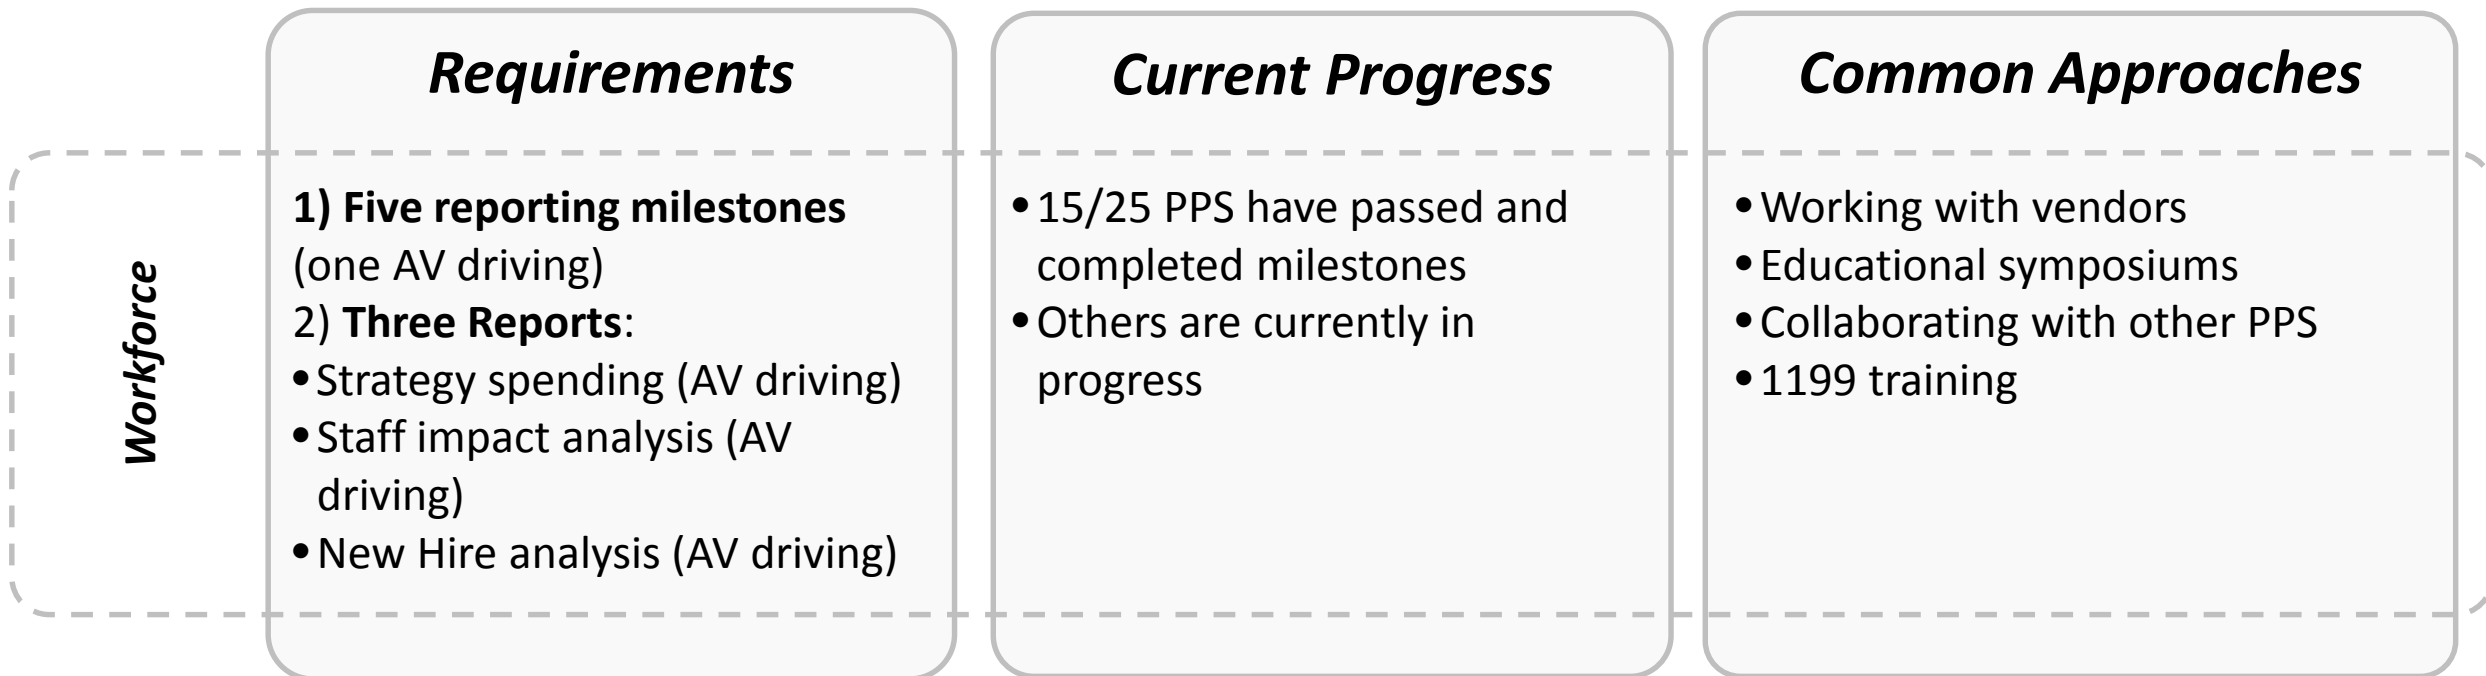 Requirements
Current Progress
Common Approaches
Workforce
1) Five reporting milestones
(one AV driving)
2) Three Reports:
•Strategy spending (AV driving)
•Staff impact analysis (AV
driving)
•New Hire analysis (AV driving)
•15/25 PPS have passed and
completed milestones
•Others are currently in
progress
•Working with vendors
•Educational symposiums
•Collaborating with other PPS
•1199 training